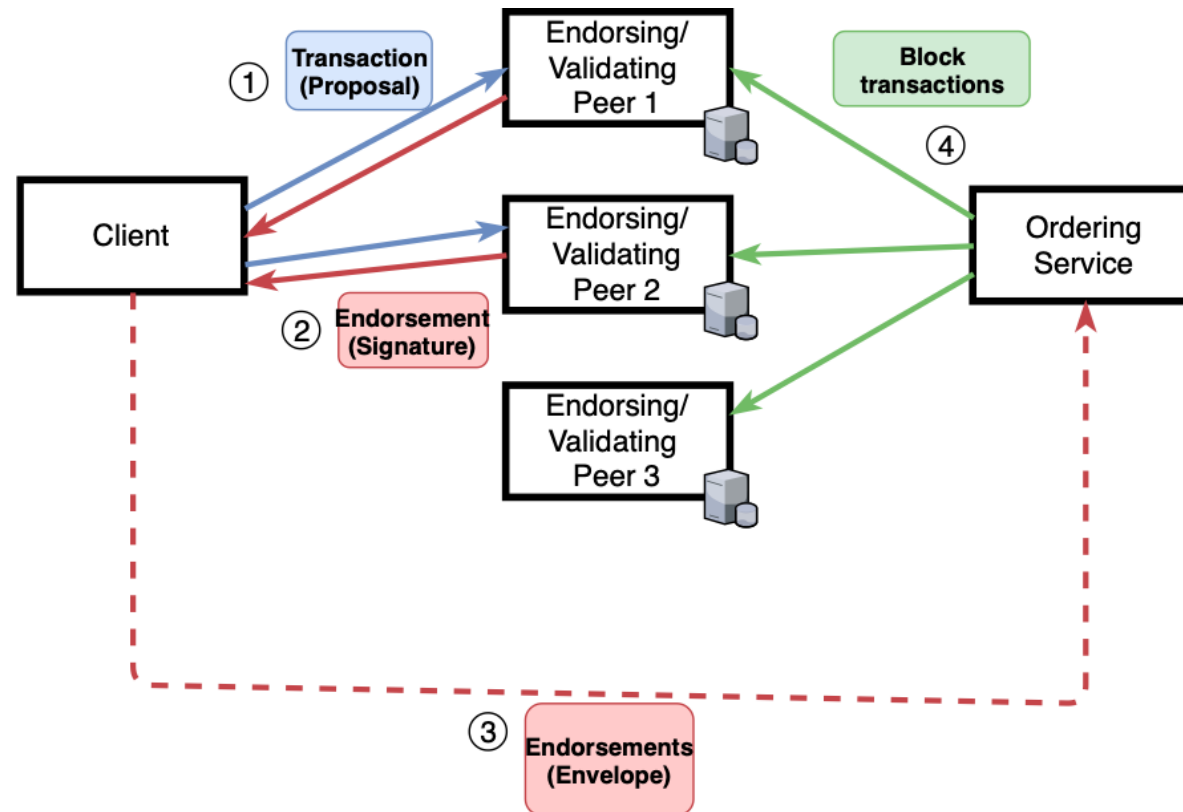 ①
Transaction
(Proposal)
Endorsing/
Validating
Peer 1
Block
transactions
④
Client
Endorsing/
Validating
Peer 2
Ordering
Service
②
Endorsement
(Signature)
Endorsing/
Validating
Peer 3
③
Endorsements
(Envelope)